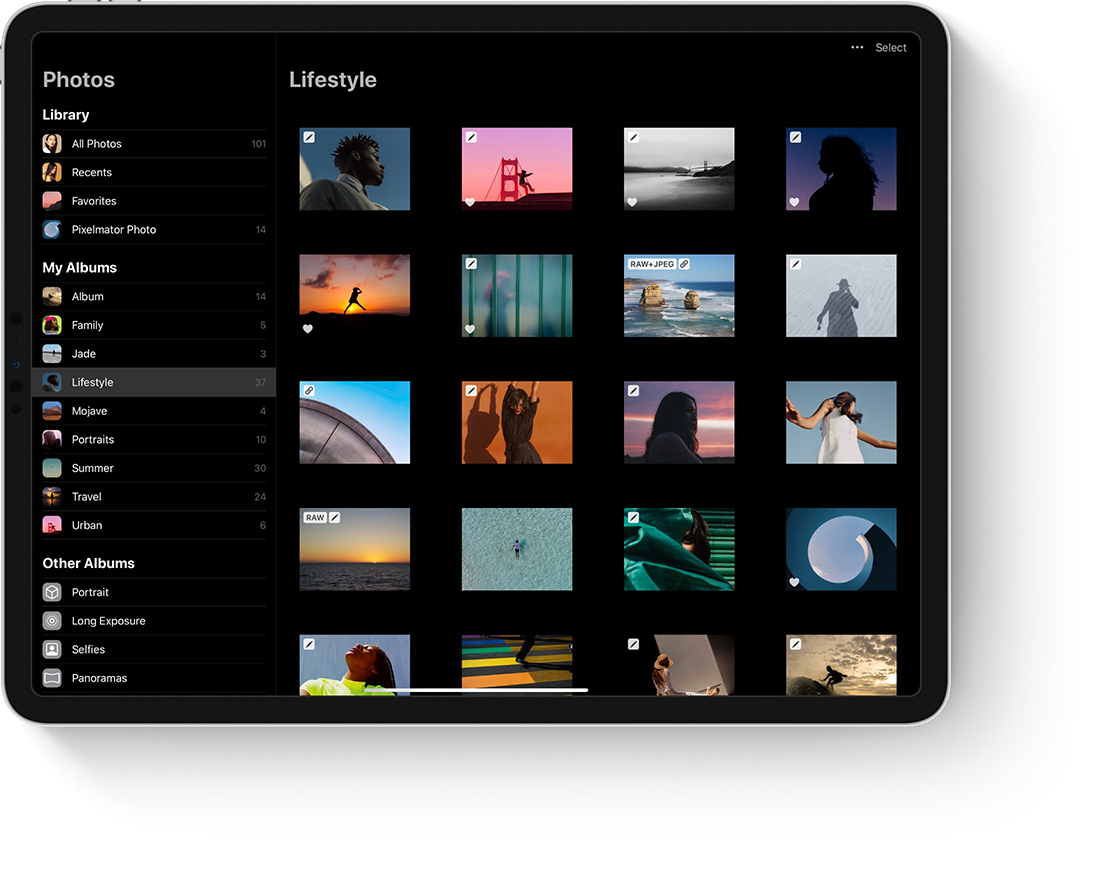 Select
Photos
Lifestyle
Library
All Photos 101
Recents
Favorites
Pixelmator Photo 14
My Albums
Album 14
Family 5
Jade 3
Lifestyle 37
Mojave 4
Portraits 10
Summer 30
Travel 24
Urban 6
Other Albums
Portrait
Long Exposure
Selfies
Panoramas
RAW+JPEG
RAW